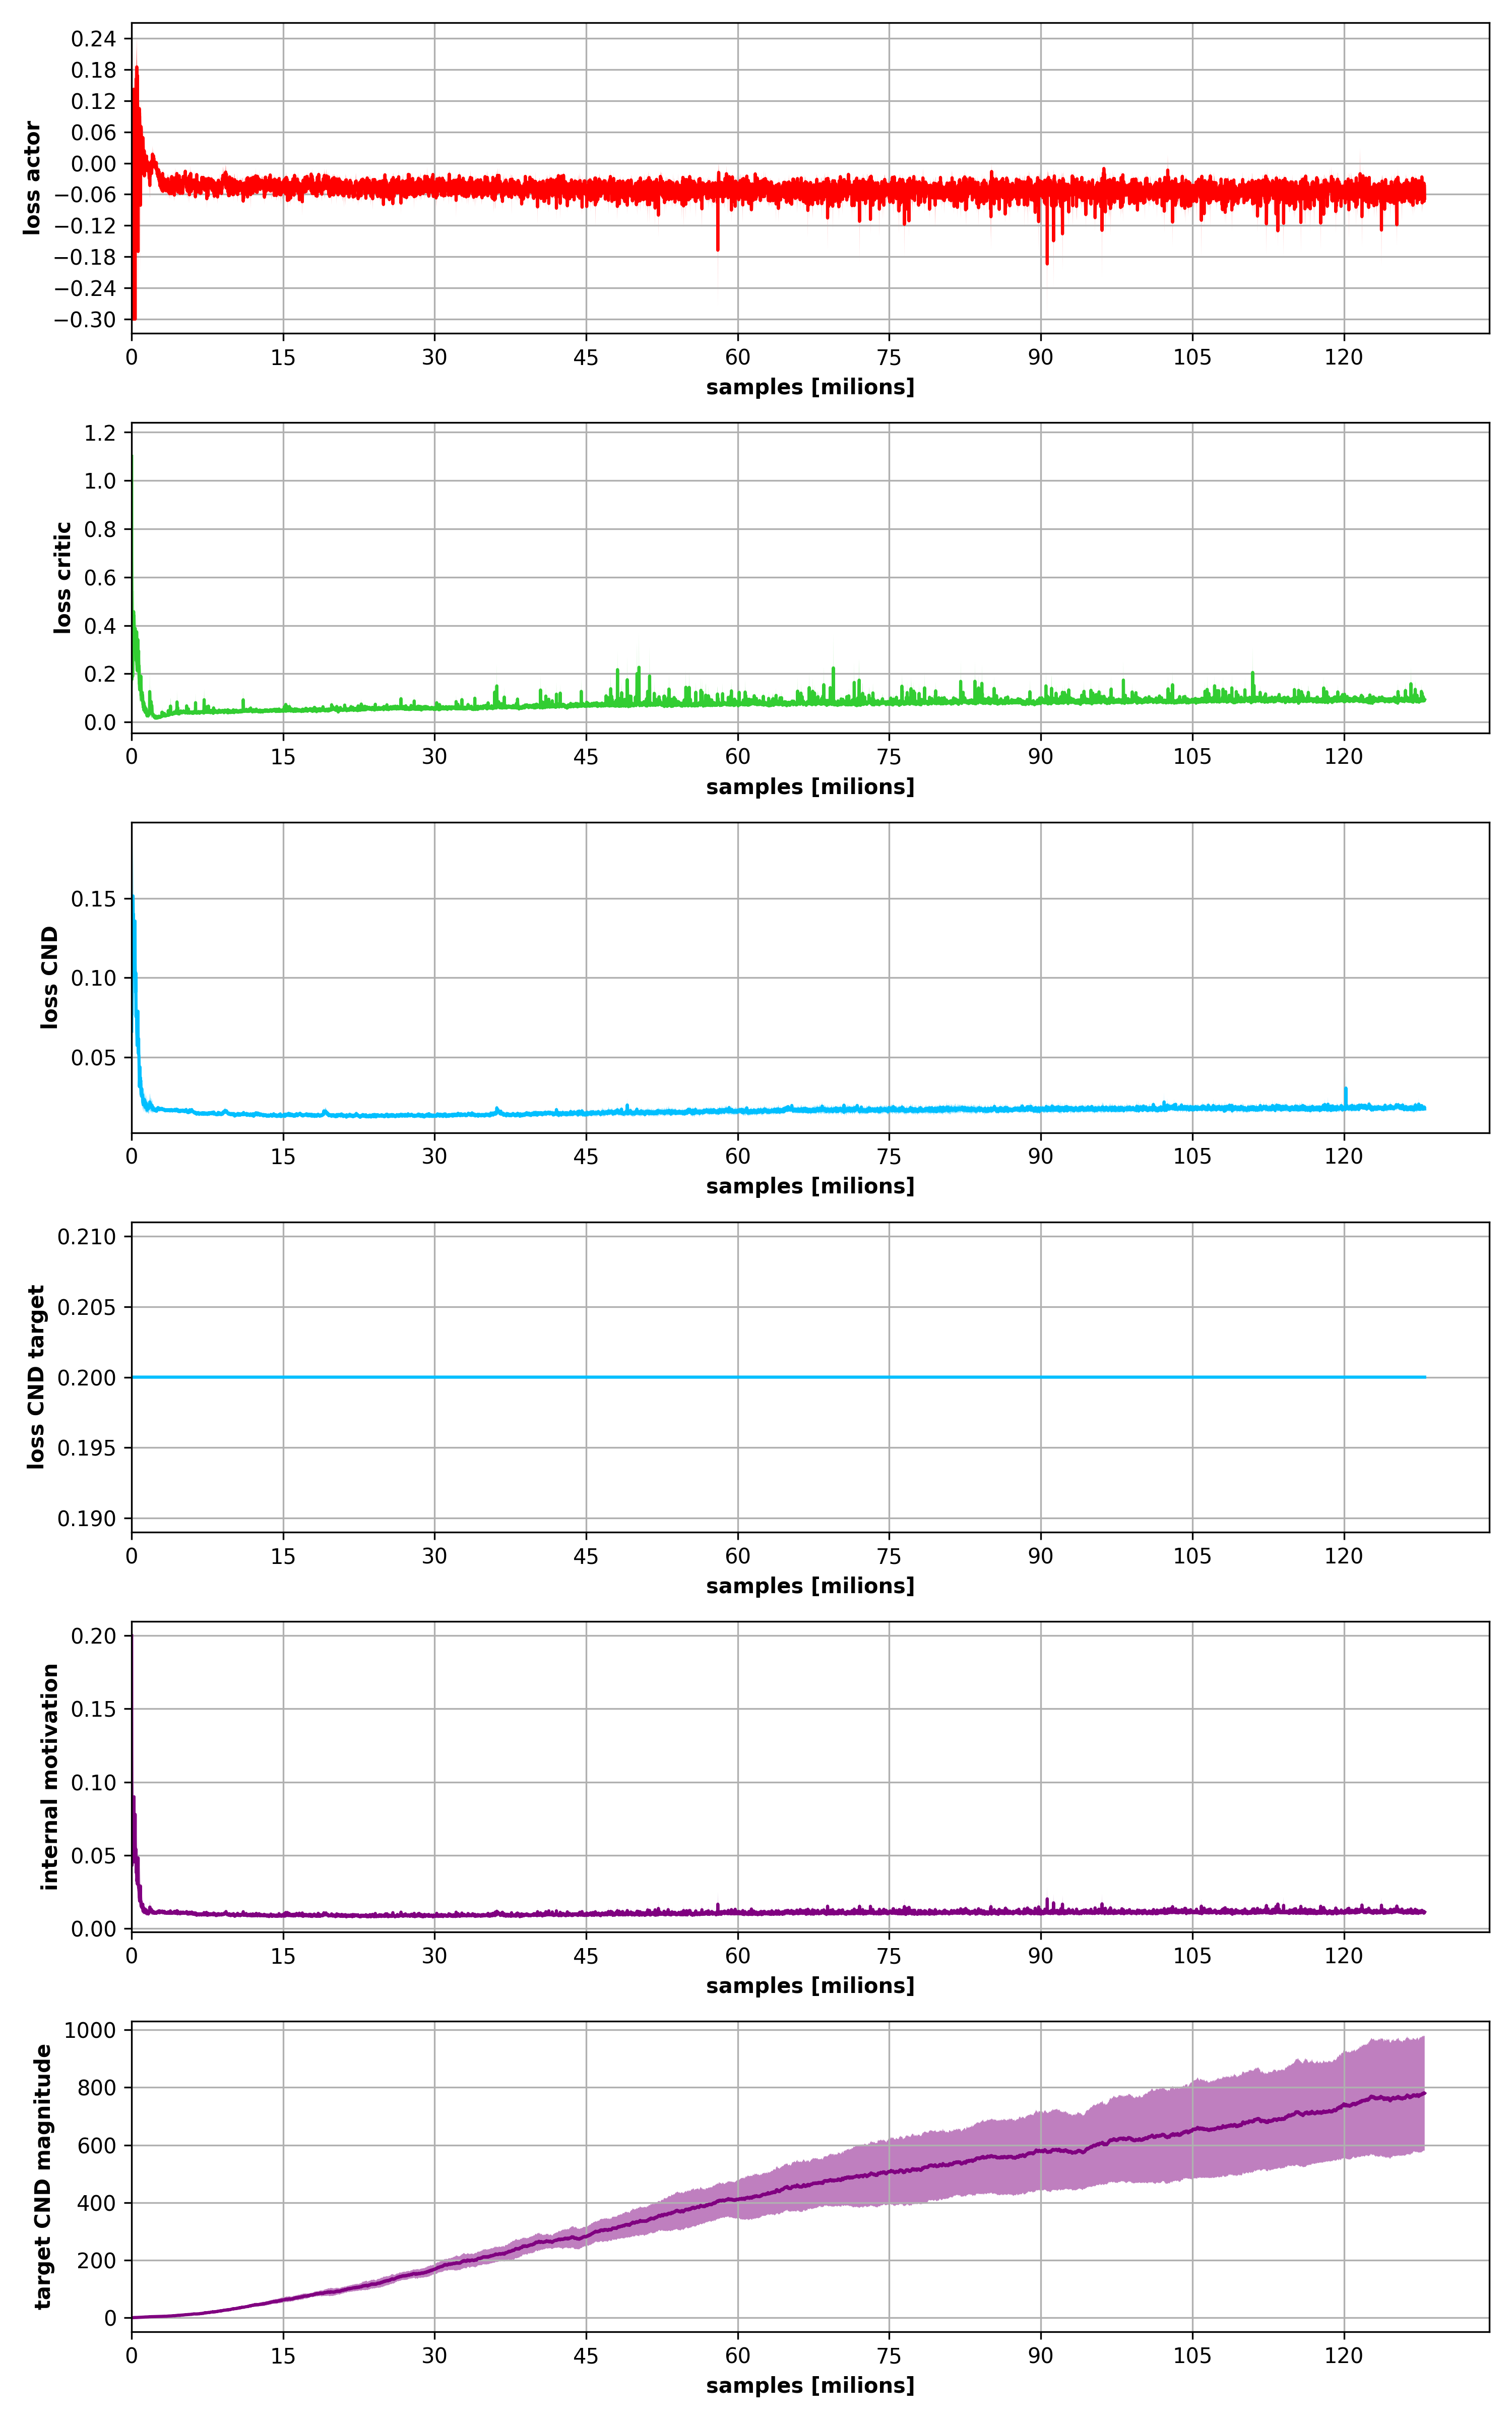 loss actor
0.24
0.18
0.12
0.06
0.00
−0.06
−0.12
−0.18
−0.24
−0.30
0 15 30 45 60 75 90 105 120
samples [milions]
loss critic
1.2
1.0
0.8
0.6
0.4
0.2
0.0
0 15 30 45 60 75 90 105 120
samples [milions]
loss CND
0.15
0.10
0.05
0 15 30 45 60 75 90 105 120
samples [milions]
loss CND target
0.210
0.205
0.200
0.195
0.190
0 15 30 45 60 75 90 105 120
samples [milions]
internal motivation
0.20
0.15
0.10
0.05
0.00
0 15 30 45 60 75 90 105 120
samples [milions]
target CND magnitude
1000
800
600
400
200
0
0 15 30 45 60 75 90 105 120
samples [milions]